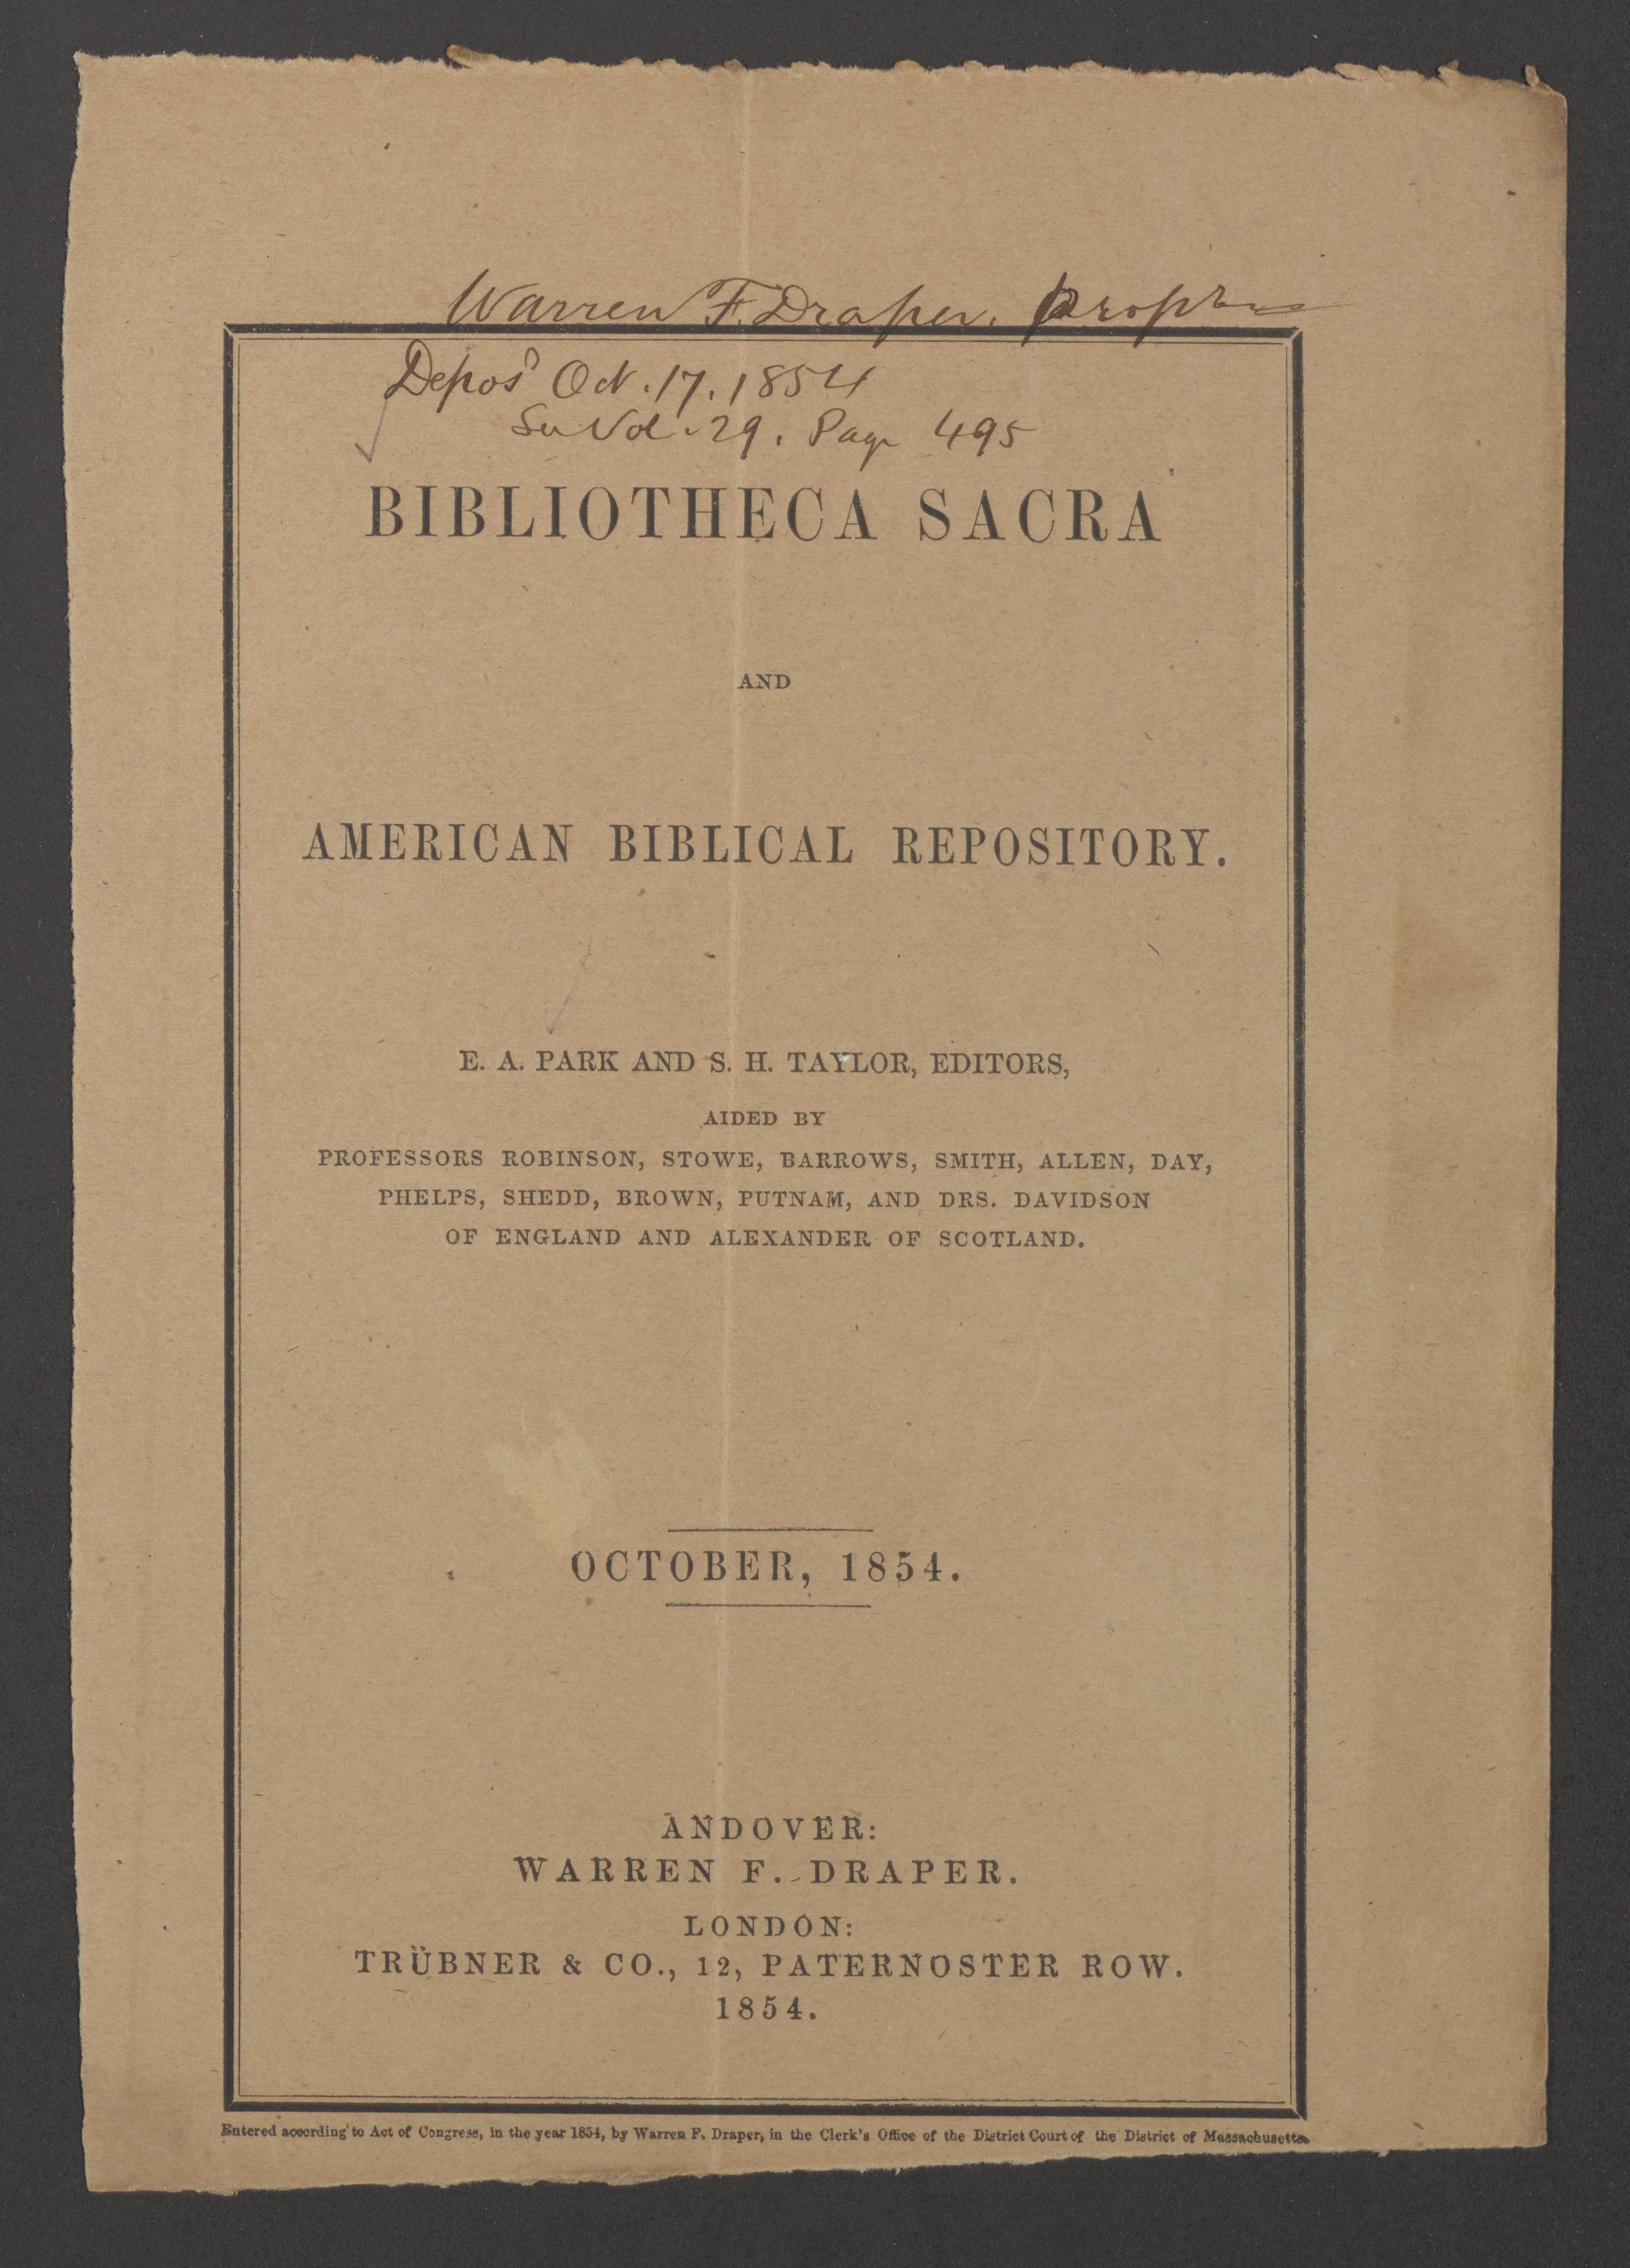 Warren F. Draper. Proptr
Depos Oct. 17. 1854
See Vol. 29. Page 495
BIBLIOTHECA SACRA
AND
AMERICAN BIBLICAL REPOSITORY.
E. A. PARK AND S. H. TAYLOR, EDITORS,
AIDED BY
PROFESSORS ROBINSON, STOWE, BARROWS, SMITH, ALLEN, DAY,
PHELPS, SHEDD, BROWN, PUTNAM, AND DRS. DAVIDSON
OF ENGLAND AND ALEXANDER OF SCOTLAND.
OCTOBER, 1854.
ANDOVER:
WARREN F. DRAPER.
LONDON:
TRÜBNER & CO., 12, PATERNOSTER ROW.
1854.
Entered according to Act of Congress, in the year 1854, by Warren F. Draper, in the Clerk's Office of the District Court of the District of Massachusetts.